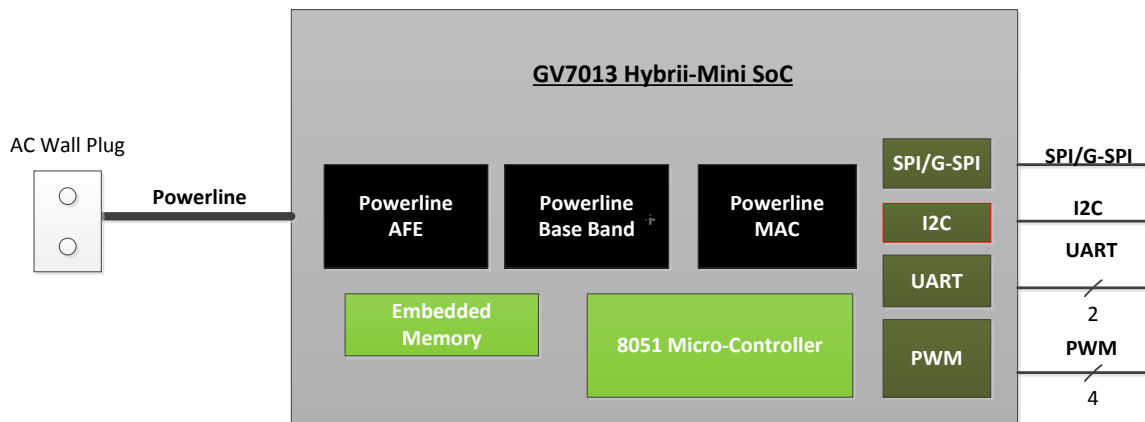 GV7013 Hybrii-Mini SoC
AC Wall Plug
Powerline
Powerline
AFE
Powerline
Base Band
Powerline
MAC
Embedded
Memory
8051 Micro-Controller
SPI/G-SPI
I2C
UART
PWM
SPI/G-SPI
I2C
UART
2
PWM
4